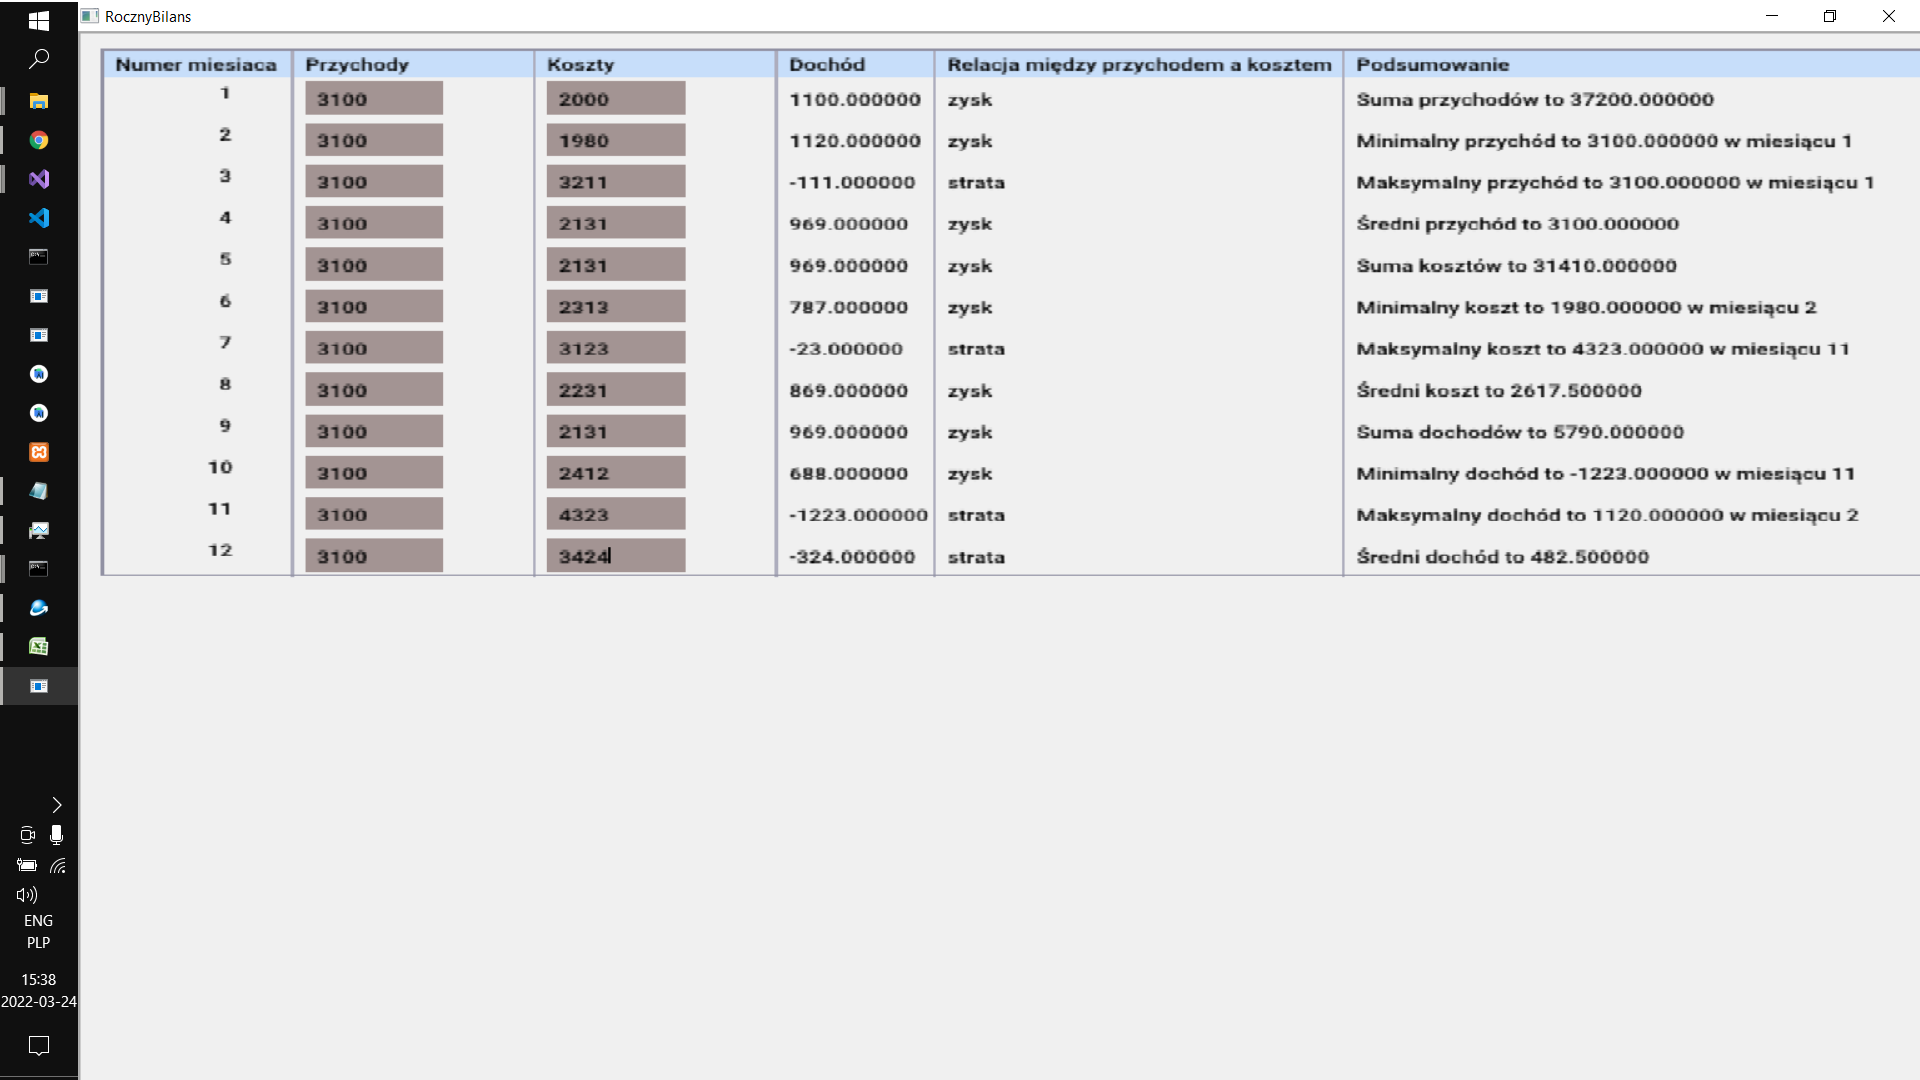 RocznyBilans
Numer miesiaca Przychody Koszty Dochód Relacja między przychodem a kosztem Podsumowanie
1 3100 2000 1100.000000 zysk Suma przychodów to 37200.000000
2 3100 1980 1120.000000 zysk Minimalny przychód to 3100.000000 w miesiącu 1
3 3100 3211 -111.000000 strata Maksymalny przychód to 3100.000000 w miesiącu 1
4 3100 2131 969.000000 zysk Średni przychód to 3100.000000
5 3100 2131 969.000000 zysk Suma kosztów to 31410.000000
6 3100 2313 787.000000 zysk Minimalny koszt to 1980.000000 w miesiącu 2
7 3100 3123 -23.000000 strata Maksymalny koszt to 4323.000000 w miesiącu 11
8 3100 2231 869.000000 zysk Średni koszt to 2617.500000
9 3100 2131 969.000000 zysk Suma dochodów to 5790.000000
10 3100 2412 688.000000 zysk Minimalny dochód to -1223.000000 w miesiącu 11
11 3100 4323 -1223.000000 strata Maksymalny dochód to 1120.000000 w miesiącu 2
12 3100 3424 -324.000000 strata Średni dochód to 482.500000
ENG
PLP
15:38
2022-03-24